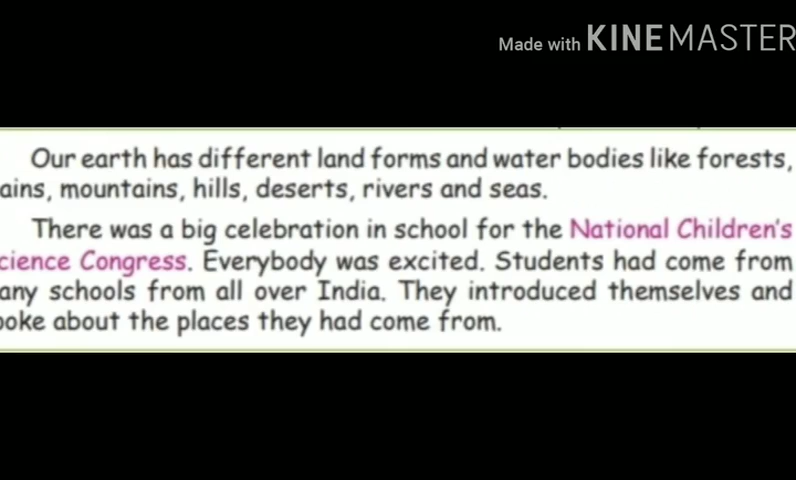 Made with KINEMASTER
Our earth has different land forms and water bodies like forests,
ains, mountains, hills, deserts, rivers and seas.
There was a big celebration in school for the National Children's
cience Congress. Everybody was excited. Students had come from
any schools from all over India. They introduced themselves and
poke about the places they had come from.